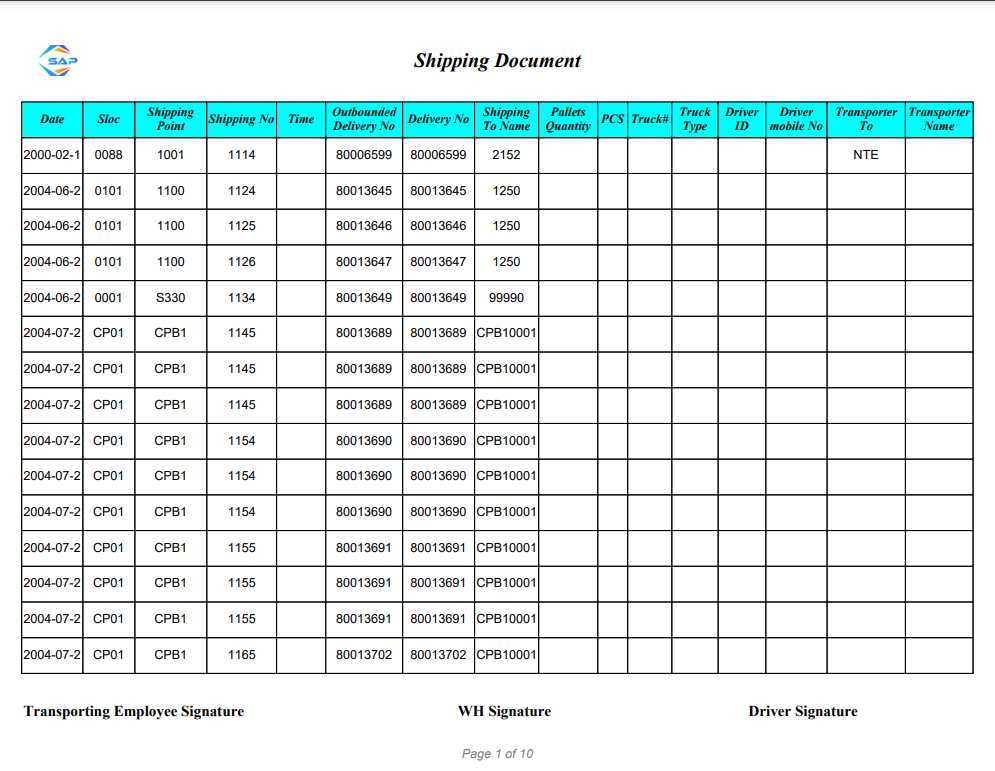 SAP
Shipping Document
Date Sloc Shipping Point Shipping No Time Outbounded Delivery No Delivery No Shipping To Name Pallets Quantity PCS Truck# Truck Type Driver ID Driver mobile No Transporter To Transporter Name
2000-02-1 0088 1001 1114 80006599 80006599 2152 NTE
2004-06-2 0101 1100 1124 80013645 80013645 1250
2004-06-2 0101 1100 1125 80013646 80013646 1250
2004-06-2 0101 1100 1126 80013647 80013647 1250
2004-06-2 0001 S330 1134 80013649 80013649 99990
2004-07-2 CP01 CPB1 1145 80013689 80013689 CPB10001
2004-07-2 CP01 CPB1 1145 80013689 80013689 CPB10001
2004-07-2 CP01 CPB1 1145 80013689 80013689 CPB10001
2004-07-2 CP01 CPB1 1154 80013690 80013690 CPB10001
2004-07-2 CP01 CPB1 1154 80013690 80013690 CPB10001
2004-07-2 CP01 CPB1 1154 80013690 80013690 CPB10001
2004-07-2 CP01 CPB1 1155 80013691 80013691 CPB10001
2004-07-2 CP01 CPB1 1155 80013691 80013691 CPB10001
2004-07-2 CP01 CPB1 1155 80013691 80013691 CPB10001
2004-07-2 CP01 CPB1 1165 80013702 80013702 CPB10001
Transporting Employee Signature WH Signature Driver Signature
Page 1 of 10